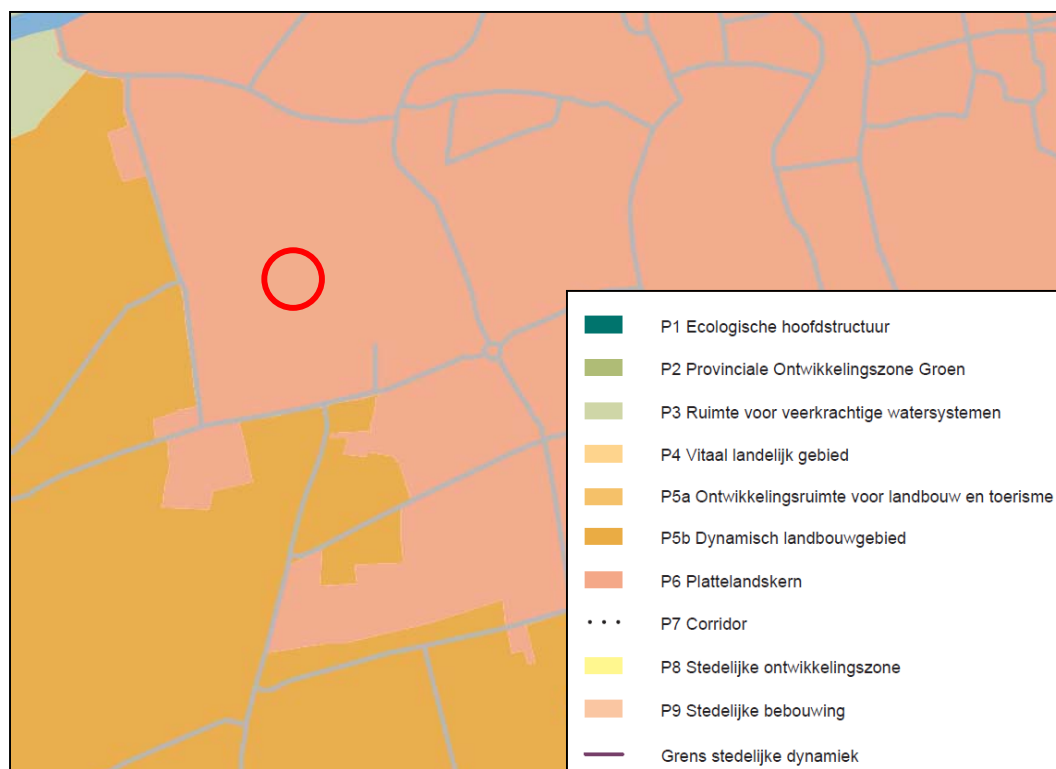 P1 Ecologische hoofdstructuur
P2 Provinciale Ontwikkelingszone Groen
P3 Ruimte voor veerkrachtige watersystemen
P4 Vitaal landelijk gebied
P5a Ontwikkelingsruimte voor landbouw en toerisme
P5b Dynamisch landbouwgebied
P6 Plattelandskern
P7 Corridor
P8 Stedelijke ontwikkelingszone
P9 Stedelijke bebouwing
Grens stedelijke dynamiek